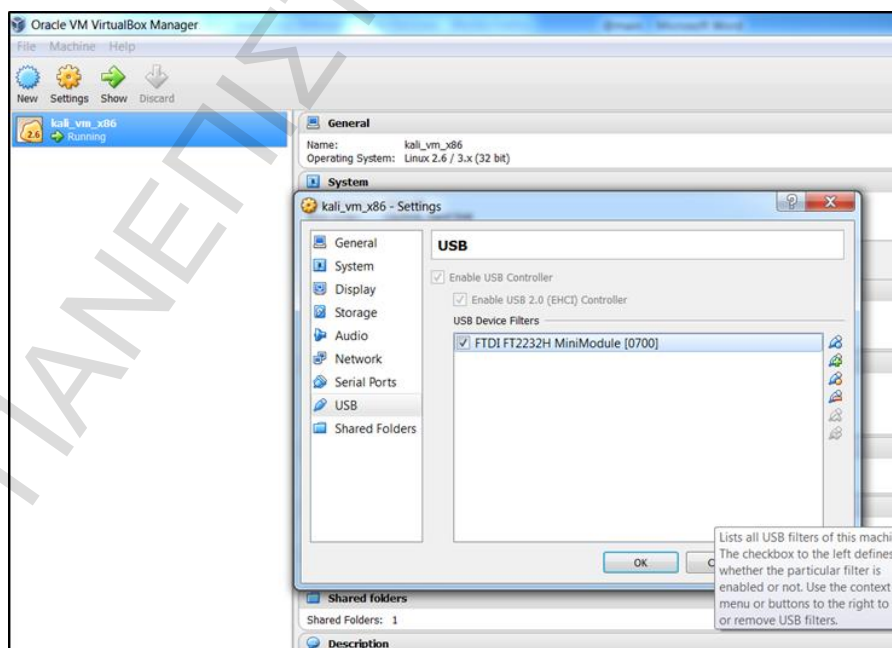 Oracle VM VirtualBox Manager
File Machine Help
New Settings Show Discard
kali_vm_x86
Running
2.6
General
Name: kali_vm_x86
Operating System: Linux 2.6 / 3.x (32 bit)
System
kali_vm_x86 - Settings
General
System
Display
Storage
Audio
Network
Serial Ports
USB
Shared Folders
USB
Enable USB Controller
Enable USB 2.0 (EHCI) Controller
USB Device Filters
FTDI FT2232H MiniModule [0700]
OK
C
Lists all USB filters of this machi
The checkbox to the left defines
whether the particular filter is
enabled or not. Use the context
menu or buttons to the right to
or remove USB filters.
Shared folders
Shared Folders: 1
Description
ΠΑΝΕΠΙΣΤ